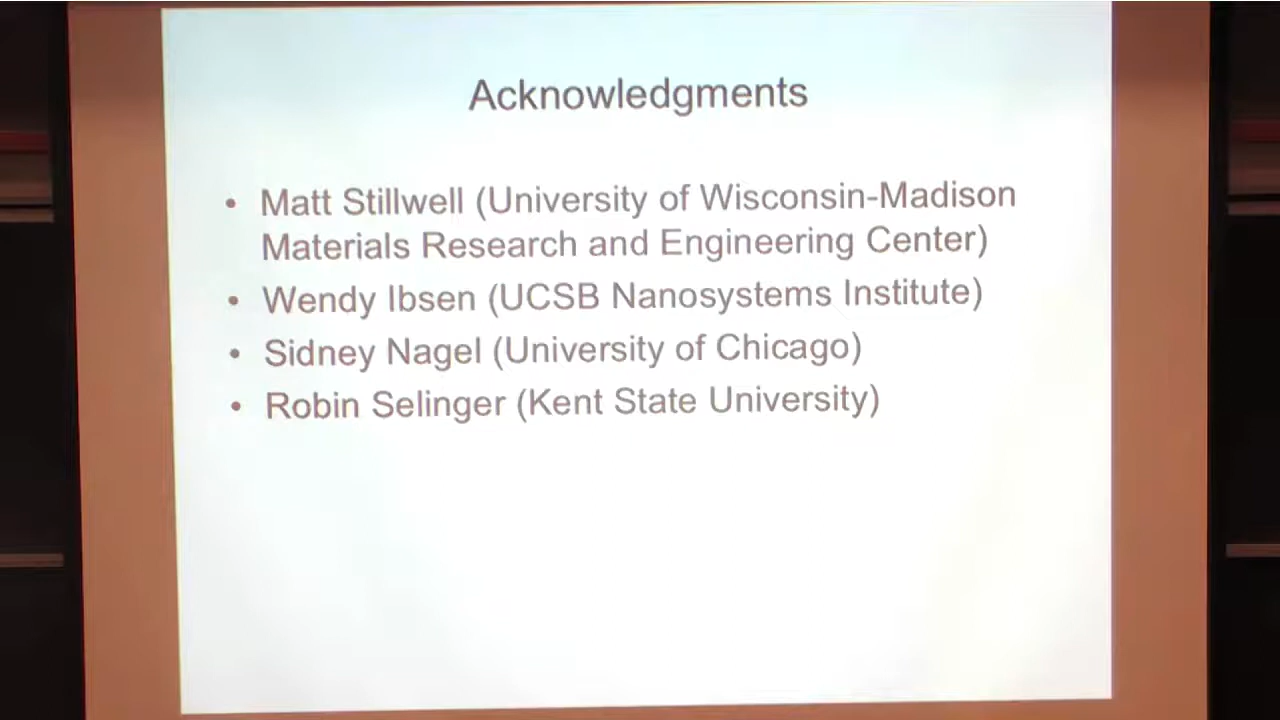 Acknowledgments
• Matt Stillwell (University of Wisconsin-Madison
Materials Research and Engineering Center)
• Wendy Ibsen (UCSB Nanosystems Institute)
• Sidney Nagel (University of Chicago)
• Robin Selinger (Kent State University)